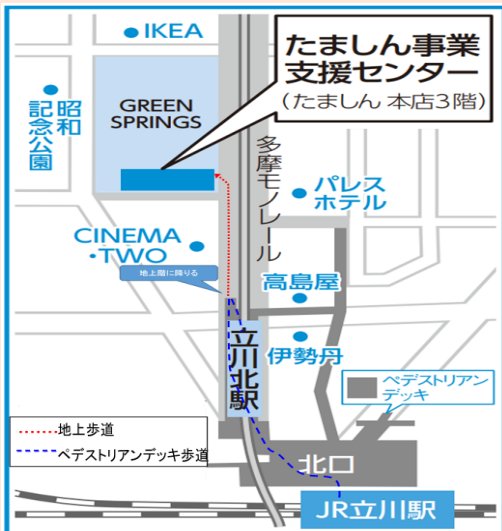 IKEA
たましん事業
支援センター
(たましん 本店3階)
GREEN
SPRINGS
昭和
記念公園
多摩モノレール
パレス
ホテル
CINEMA
・TWO
地上階に降りる
高島屋
伊勢丹
立川北駅
ペデストリアン
デッキ
地上歩道
ペデストリアンデッキ歩道
北口
JR立川駅